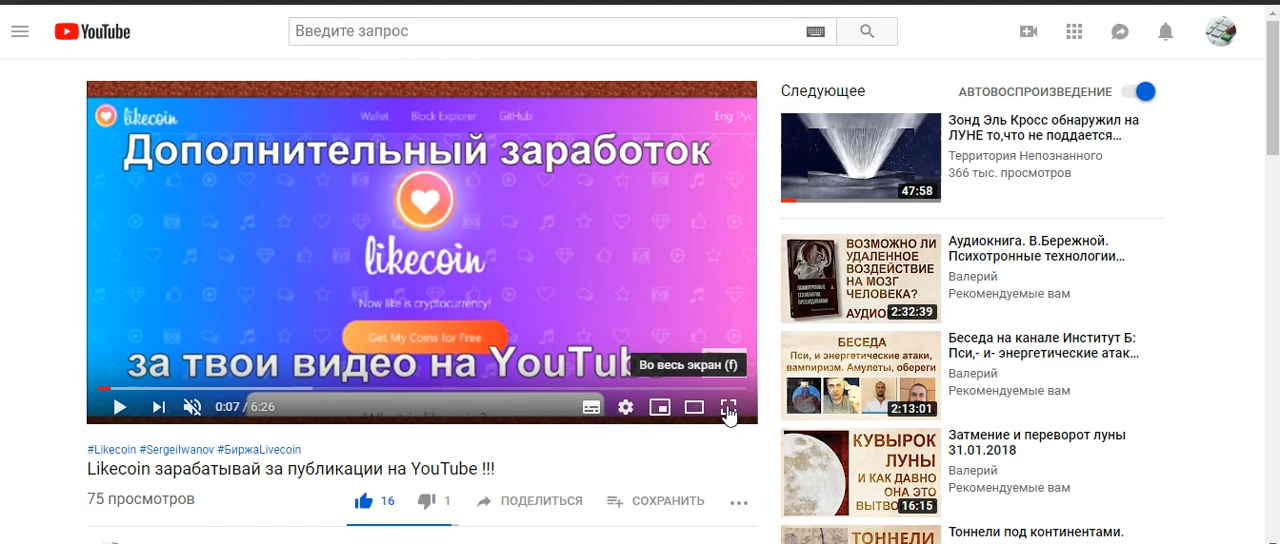 YouTube
Введите запрос
likecoin
Wallet
Block Explorer
GitHub
Eng Рус
Дополнительный заработок
likecoin
Now like is cryptocurrency!
Get My Coins for Free
за твои видео на YouTube
Во весь экран (f)
0:07 / 6:26
#Likecoin #SergeiIwanov #БиржаLivecoin
Likecoin зарабатывай за публикации на YouTube !!!
75 просмотров
16
1
ПОДЕЛИТЬСЯ
СОХРАНИТЬ
Следующее
АВТОВОСПРОИЗВЕДЕНИЕ
47:58
Зонд Эль Кросс обнаружил на
ЛУНЕ то,что не поддается...
Территория Непознанного
366 тыс. просмотров
ВОЗМОЖНО ЛИ
УДАЛЕННОЕ
ВОЗДЕЙСТВИЕ
НА МОЗГ
ЧЕЛОВЕКА?
АУДИО
2:32:39
Аудиокнига. В.Бережной.
Психотронные технологии...
Валерий
Рекомендуемые вам
БЕСЕДА
Пси, и энергетические атаки,
вампиризм. Амулеты, обереги
2:13:01
Беседа на канале Институт Б:
Пси,- и- энергетические атак...
Валерий
Рекомендуемые вам
КУВЫРОК
ЛУНЫ
И КАК ДАВНО
ОНА ЭТО
ВЫТВО
16:15
Затмение и переворот луны
31.01.2018
Валерий
Рекомендуемые вам
ТОННЕЛИ
Тоннели под континентами.